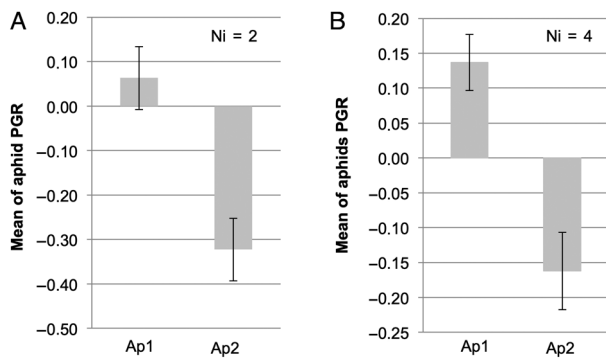 A
Ni = 2
Mean of aphid PGR
0.20
0.10
0.00
−0.10
−0.20
−0.30
−0.40
−0.50
Ap1 Ap2
B
Ni = 4
Mean of aphids PGR
0.20
0.15
0.10
0.05
0.00
−0.05
−0.10
−0.15
−0.20
−0.25
Ap1 Ap2